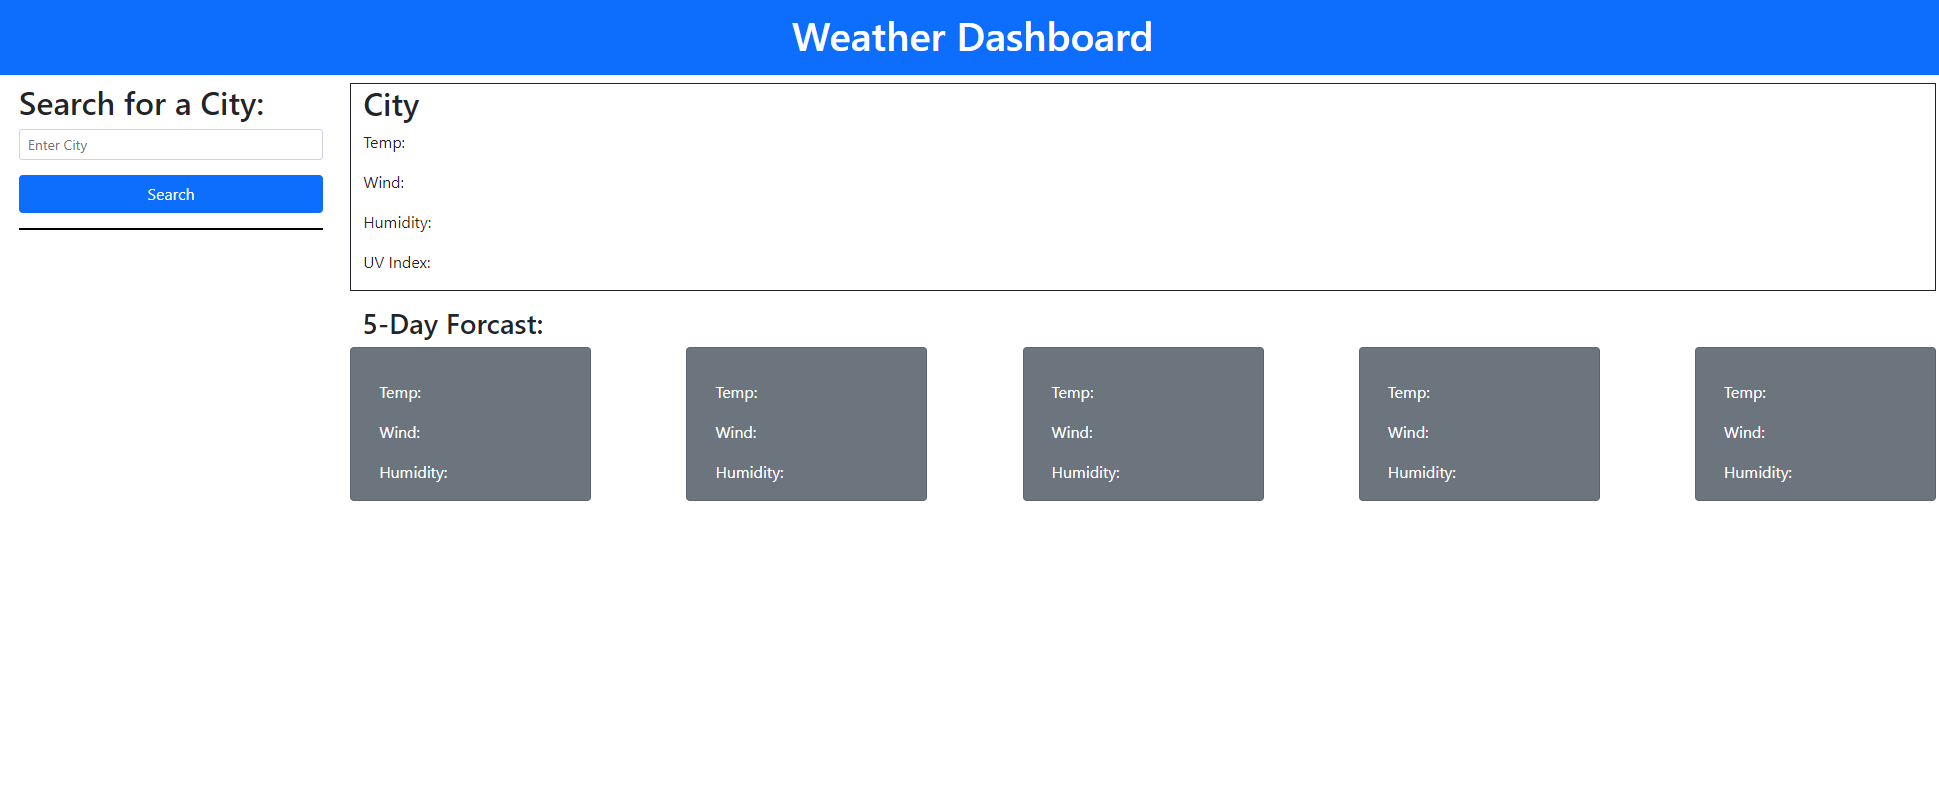 Weather Dashboard
Search for a City:
Enter City
Search
City
Temp:
Wind:
Humidity:
UV Index:
5-Day Forcast:
Temp:
Wind:
Humidity:
Temp:
Wind:
Humidity:
Temp:
Wind:
Humidity:
Temp:
Wind:
Humidity:
Temp:
Wind:
Humidity: